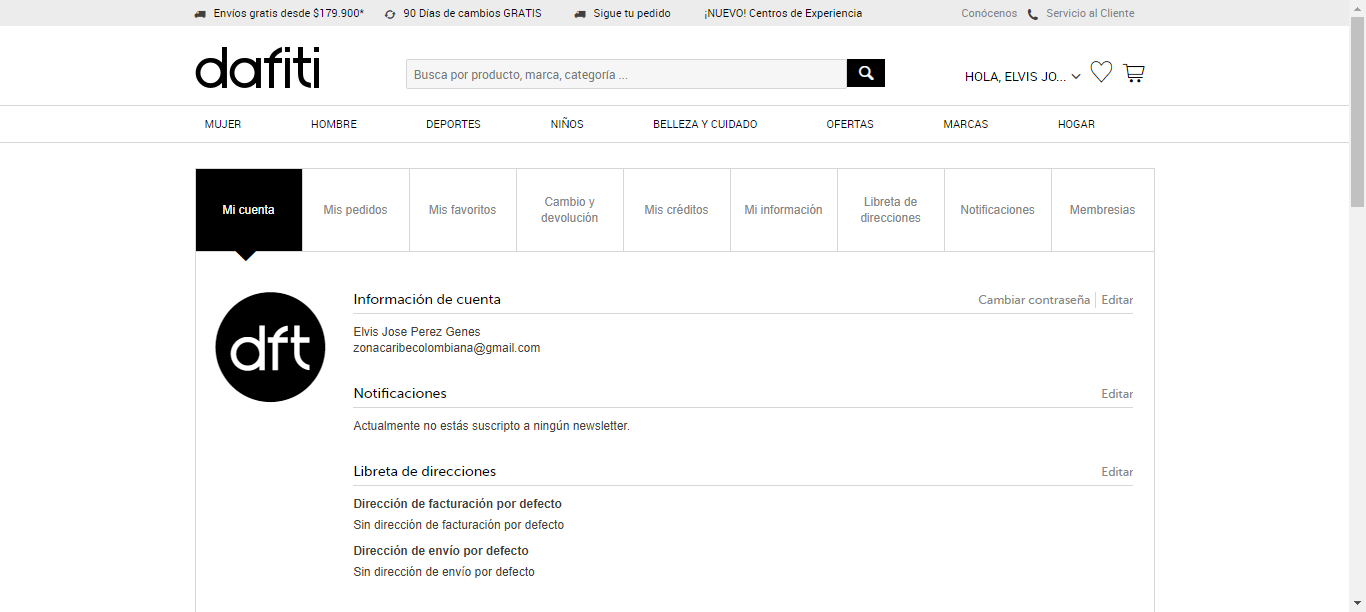 Envíos gratis desde $179.900* 90 Días de cambios GRATIS Sigue tu pedido ¡NUEVO! Centros de Experiencia Conócenos Servicio al Cliente
dafiti
Busca por producto, marca, categoría ...
HOLA, ELVIS JO...
MUJER HOMBRE DEPORTES NIÑOS BELLEZA Y CUIDADO OFERTAS MARCAS HOGAR
Mi cuenta
Mis pedidos
Mis favoritos
Cambio y
devolución
Mis créditos
Mi información
Libreta de
direcciones
Notificaciones
Membresias
dft
Información de cuenta Cambiar contraseña Editar
Elvis Jose Perez Genes
zonacaribecolombiana@gmail.com
Notificaciones Editar
Actualmente no estás suscripto a ningún newsletter.
Libreta de direcciones Editar
Dirección de facturación por defecto
Sin dirección de facturación por defecto
Dirección de envío por defecto
Sin dirección de envío por defecto